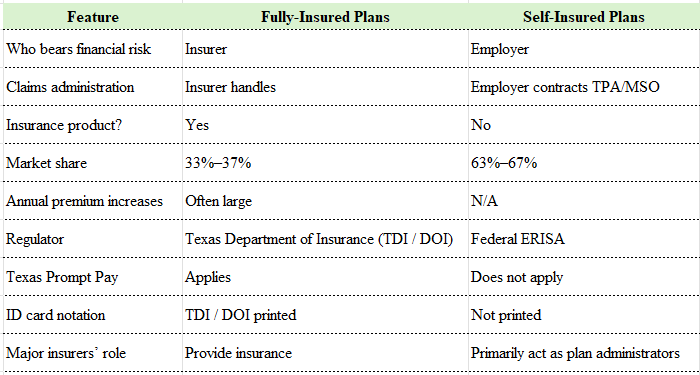 Feature Fully-Insured Plans Self-Insured Plans
Who bears financial risk Insurer Employer
Claims administration Insurer handles Employer contracts TPA/MSO
Insurance product? Yes No
Market share 33%–37% 63%–67%
Annual premium increases Often large N/A
Regulator Texas Department of Insurance (TDI / DOI) Federal ERISA
Texas Prompt Pay Applies Does not apply
ID card notation TDI / DOI printed Not printed
Major insurers’ role Provide insurance Primarily act as plan administrators